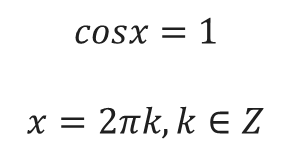 cosx = 1
x = 2πk, k ∈ Z